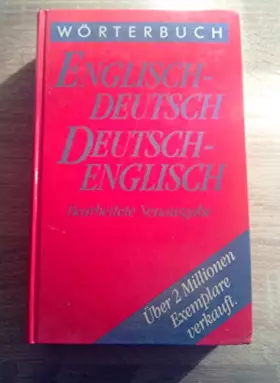 WÖRTERBUCH
ENGLISCH-
DEUTSCH
DEUTSCH-
ENGLISCH
Bearbeitete Neuausgabe
Über 2 Millionen
Exemplare
verkauft.